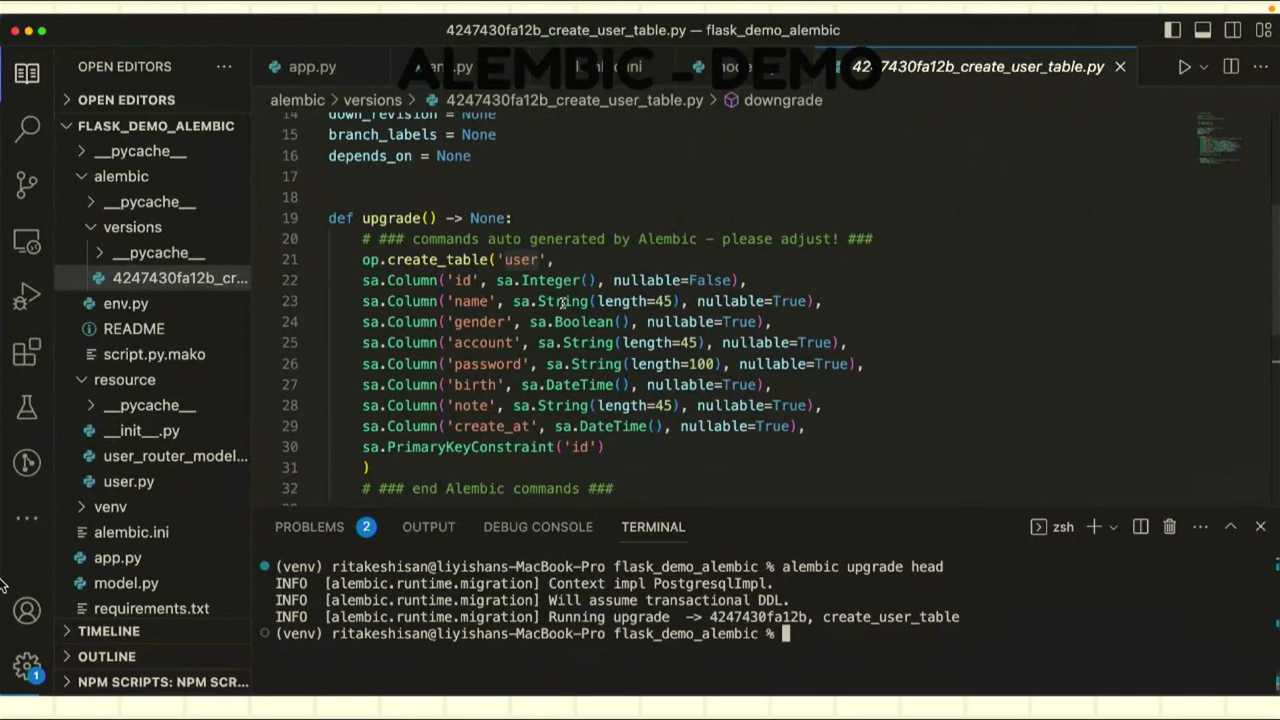 4247430fa12b_create_user_table.py — flask_demo_alembic
ALEMBIC - DEMO
OPEN EDITORS
app.py
4247430fa12b_create_user_table.py
OPEN EDITORS
alembic > versions > 4247430fa12b_create_user_table.py > downgrade
FLASK_DEMO_ALEMBIC
__pycache__
alembic
__pycache__
versions
__pycache__
4247430fa12b_cr...
env.py
README
script.py.mako
resource
__pycache__
__init__.py
user_router_model...
user.py
venv
alembic.ini
app.py
model.py
requirements.txt
TIMELINE
OUTLINE
NPM SCRIPTS: NPM SCR...
1
14 down_revision = None
15 branch_labels = None
16 depends_on = None
17
18
19 def upgrade() -> None:
20 # ### commands auto generated by Alembic - please adjust! ###
21 op.create_table('user',
22 sa.Column('id', sa.Integer(), nullable=False),
23 sa.Column('name', sa.String(length=45), nullable=True),
24 sa.Column('gender', sa.Boolean(), nullable=True),
25 sa.Column('account', sa.String(length=45), nullable=True),
26 sa.Column('password', sa.String(length=100), nullable=True),
27 sa.Column('birth', sa.DateTime(), nullable=True),
28 sa.Column('note', sa.String(length=45), nullable=True),
29 sa.Column('create_at', sa.DateTime(), nullable=True),
30 sa.PrimaryKeyConstraint('id')
31 )
32 # ### end Alembic commands ###
PROBLEMS 2 OUTPUT DEBUG CONSOLE TERMINAL zsh
(venv) ritakeshisan@liyishans-MacBook-Pro flask_demo_alembic % alembic upgrade head
INFO [alembic.runtime.migration] Context impl PostgresqlImpl.
INFO [alembic.runtime.migration] Will assume transactional DDL.
INFO [alembic.runtime.migration] Running upgrade -> 4247430fa12b, create_user_table
(venv) ritakeshisan@liyishans-MacBook-Pro flask_demo_alembic %